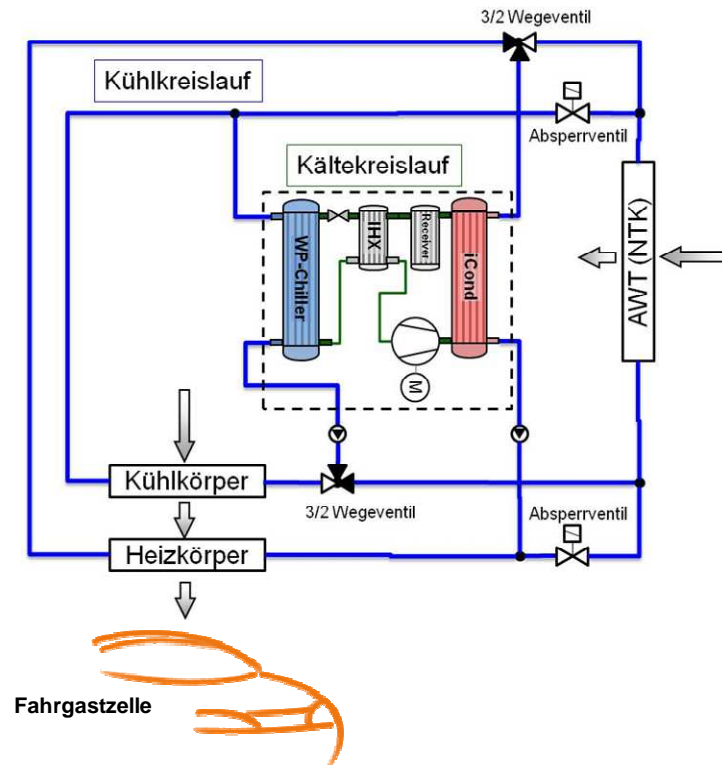 3/2 Wegeventil
Kühlkreislauf
Absperrventil
Kältekreislauf
WP-Chiller
IHX
Receiver
iCond
AWT (NTK)
M
Kühlkörper
3/2 Wegeventil
Absperrventil
Heizkörper
Fahrgastzelle